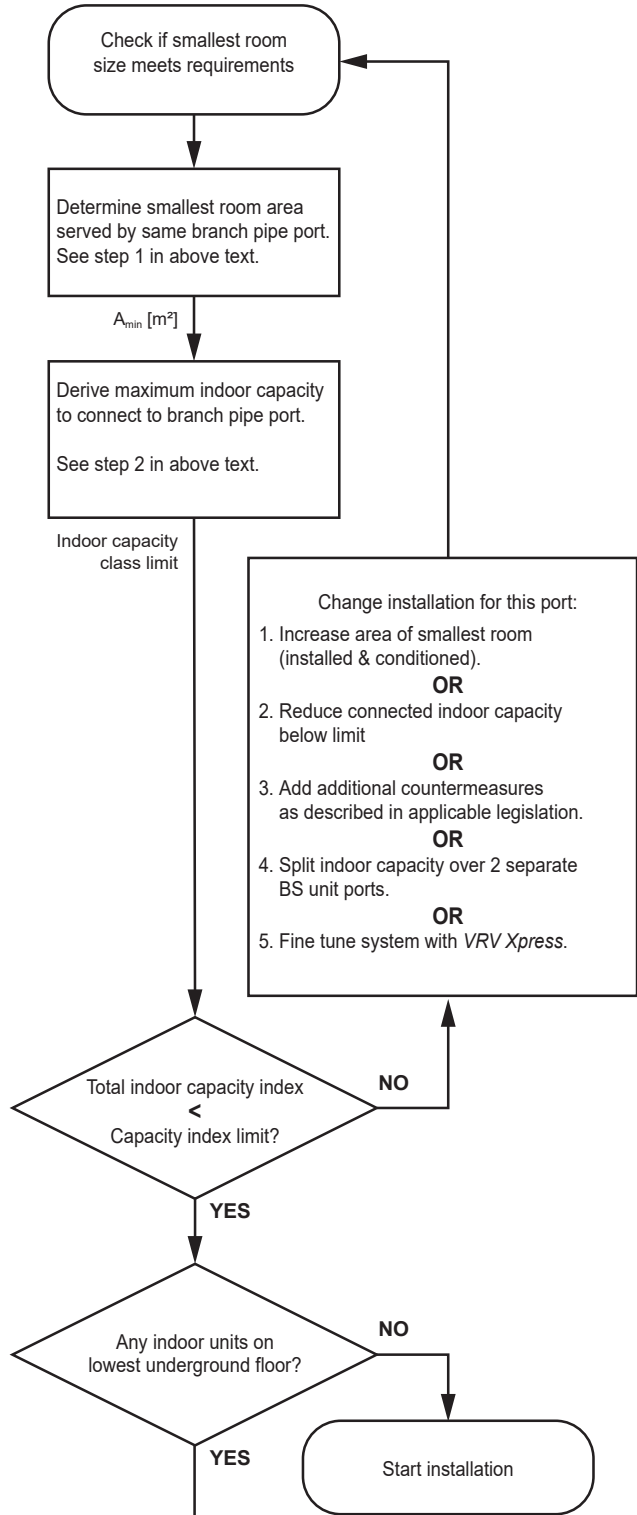 Check if smallest room
size meets requirements
Determine smallest room area
served by same branch pipe port.
See step 1 in above text.
Amin [m²]
Derive maximum indoor capacity
to connect to branch pipe port.
See step 2 in above text.
Indoor capacity
class limit
Change installation for this port:
1. Increase area of smallest room
(installed & conditioned).
OR
2. Reduce connected indoor capacity
below limit
OR
3. Add additional countermeasures
as described in applicable legislation.
OR
4. Split indoor capacity over 2 separate
BS unit ports.
OR
5. Fine tune system with VRV Xpress.
Total indoor capacity index
<
Capacity index limit?
NO
YES
Any indoor units on
lowest underground floor?
NO
YES
Start installation